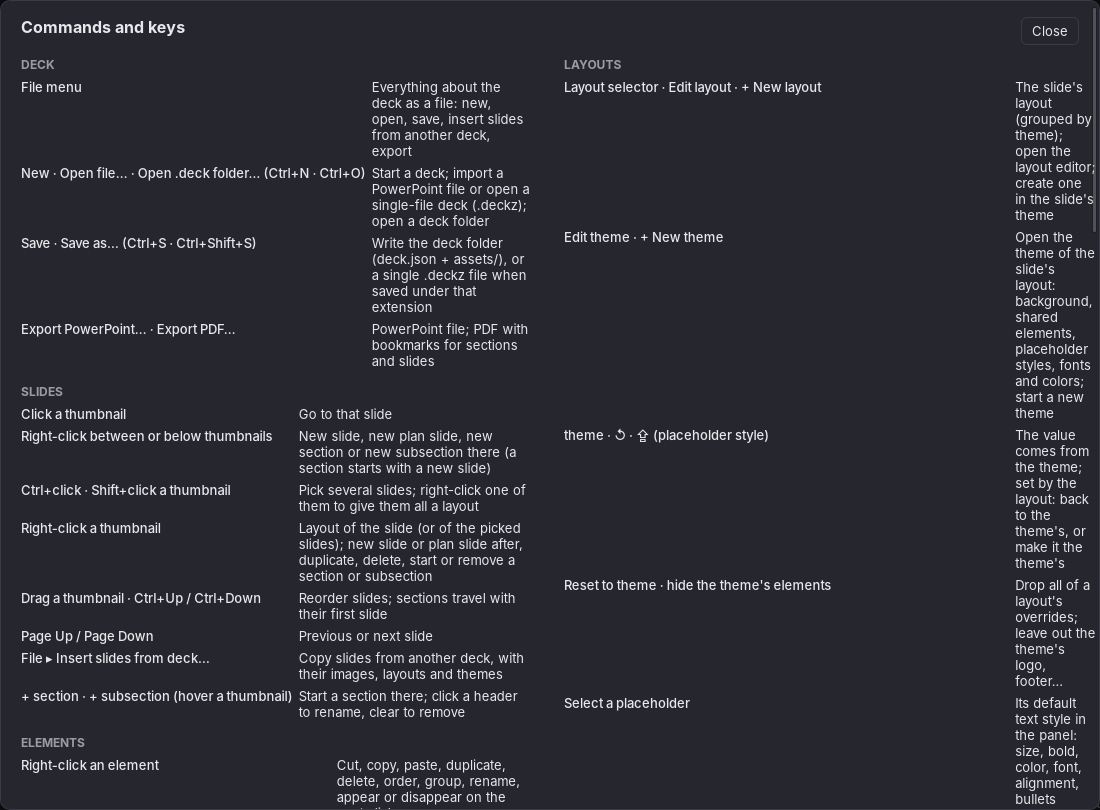 Commands and keys
Close
DECK
File menu
Everything about the
deck as a file: new,
open, save, insert slides
from another deck,
export
New · Open file... · Open .deck folder... (Ctrl+N · Ctrl+O)
Start a deck; import a
PowerPoint file or open a
single-file deck (.deckz);
open a deck folder
Save · Save as... (Ctrl+S · Ctrl+Shift+S)
Write the deck folder
(deck.json + assets/), or
a single .deckz file when
saved under that
extension
Export PowerPoint... · Export PDF...
PowerPoint file; PDF with
bookmarks for sections
and slides
SLIDES
Click a thumbnail
Go to that slide
Right-click between or below thumbnails
New slide, new plan slide, new
section or new subsection there (a
section starts with a new slide)
Ctrl+click · Shift+click a thumbnail
Pick several slides; right-click one of
them to give them all a layout
Right-click a thumbnail
Layout of the slide (or of the picked
slides); new slide or plan slide after,
duplicate, delete, start or remove a
section or subsection
Drag a thumbnail · Ctrl+Up / Ctrl+Down
Reorder slides; sections travel with
their first slide
Page Up / Page Down
Previous or next slide
File ▸ Insert slides from deck...
Copy slides from another deck, with
their images, layouts and themes
+ section · + subsection (hover a thumbnail)
Start a section there; click a header
to rename, clear to remove
ELEMENTS
Right-click an element
Cut, copy, paste, duplicate,
delete, order, group, rename,
appear or disappear on the
LAYOUTS
Layout selector · Edit layout · + New layout
The slide's
layout
(grouped by
theme);
open the
layout editor;
create one
in the slide's
theme
Edit theme · + New theme
Open the
theme of the
slide's
layout:
background,
shared
elements,
placeholder
styles, fonts
and colors;
start a new
theme
theme · ↺ · ⇪ (placeholder style)
The value
comes from
the theme;
set by the
layout: back
to the
theme's, or
make it the
theme's
Reset to theme · hide the theme's elements
Drop all of a
layout's
overrides;
leave out the
theme's
logo,
footer...
Select a placeholder
Its default
text style in
the panel:
size, bold,
color, font,
alignment,
bullets